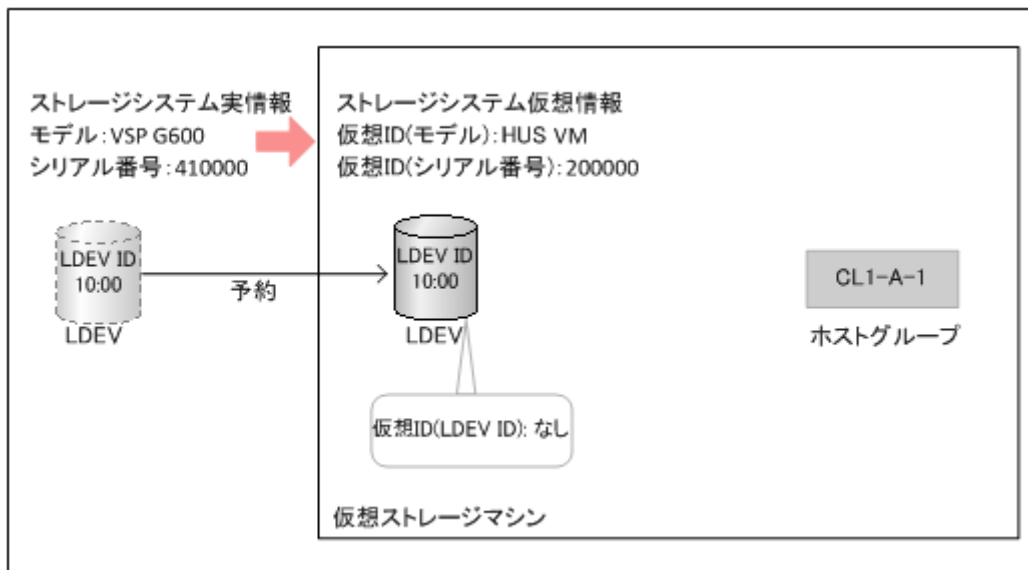 ストレージシステム実情報
モデル:VSP G600
シリアル番号:410000
ストレージシステム仮想情報
仮想ID(モデル):HUS VM
仮想ID(シリアル番号):200000
LDEV ID
10:00
LDEV
予約
LDEV ID
10:00
LDEV
CL1-A-1
ホストグループ
仮想ID(LDEV ID): なし
仮想ストレージマシン